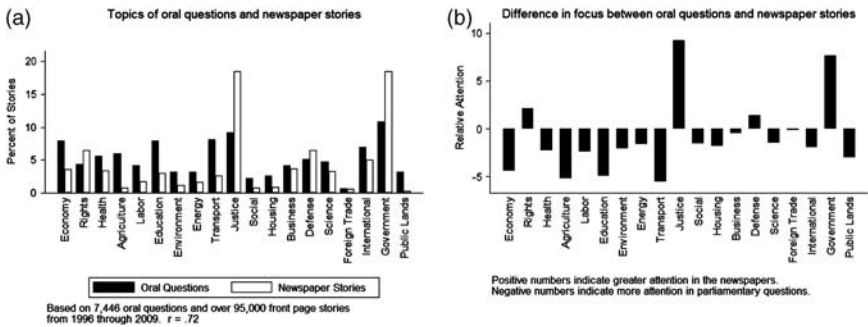 (a)
Topics of oral questions and newspaper stories
Percent of Stories
20
15
10
5
0
Economy
Rights
Health
Agriculture
Labor
Education
Environment
Energy
Transport
Justice
Social
Housing
Business
Defense
Science
Foreign Trade
International
Government
Public Lands
Oral Questions
Newspaper Stories
Based on 7,446 oral questions and over 95,000 front page stories
from 1996 through 2009. r = .72
(b)
Difference in focus between oral questions and newspaper stories
Relative Attention
10
5
0
-5
Economy
Rights
Health
Agriculture
Labor
Education
Environment
Energy
Transport
Justice
Social
Housing
Business
Defense
Science
Foreign Trade
International
Government
Public Lands
Positive numbers indicate greater attention in the newspapers.
Negative numbers indicate more attention in parliamentary questions.